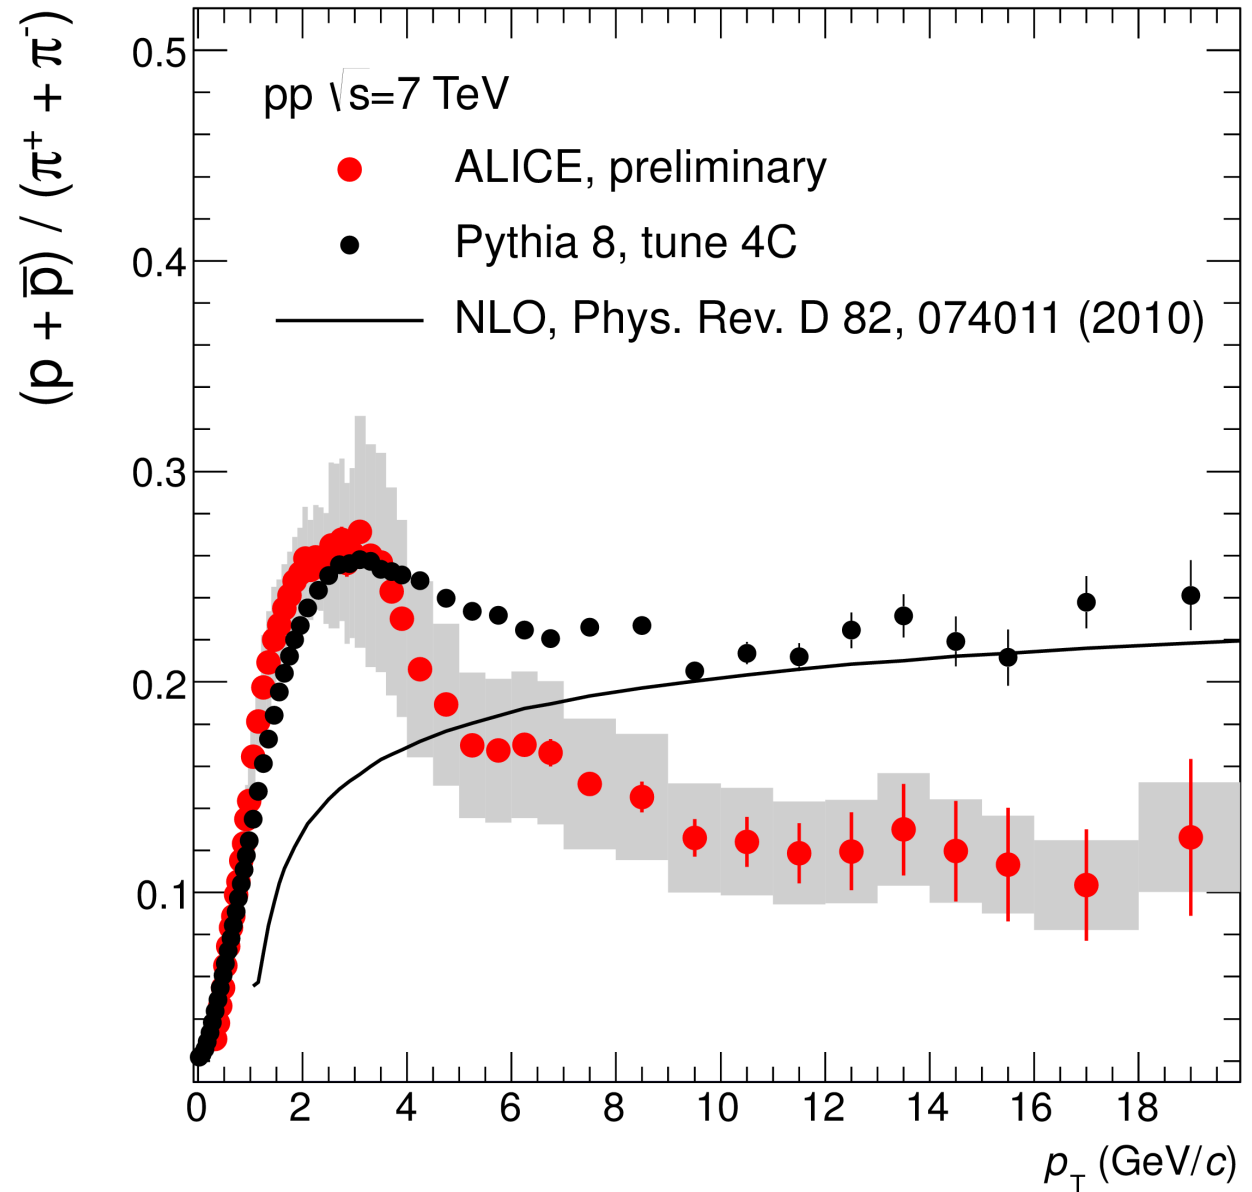 (p + p̅) / (π⁺ + π⁻)
0.5
0.4
0.3
0.2
0.1
pp √s=7 TeV
ALICE, preliminary
Pythia 8, tune 4C
NLO, Phys. Rev. D 82, 074011 (2010)
0 2 4 6 8 10 12 14 16 18
p_T (GeV/c)